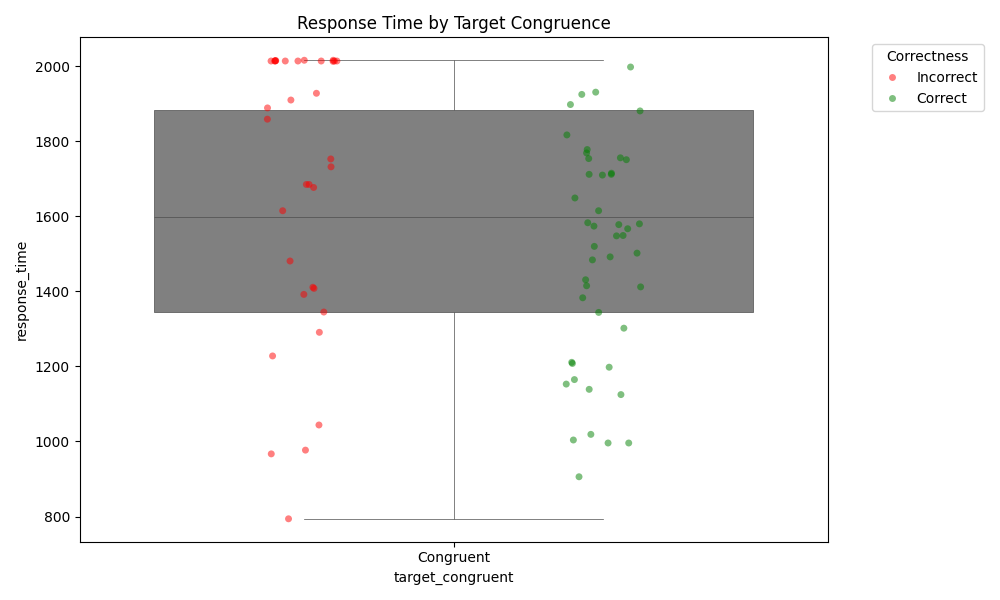 Response Time by Target Congruence
Correctness
Incorrect
Correct
response_time
2000
1800
1600
1400
1200
1000
800
Congruent
target_congruent